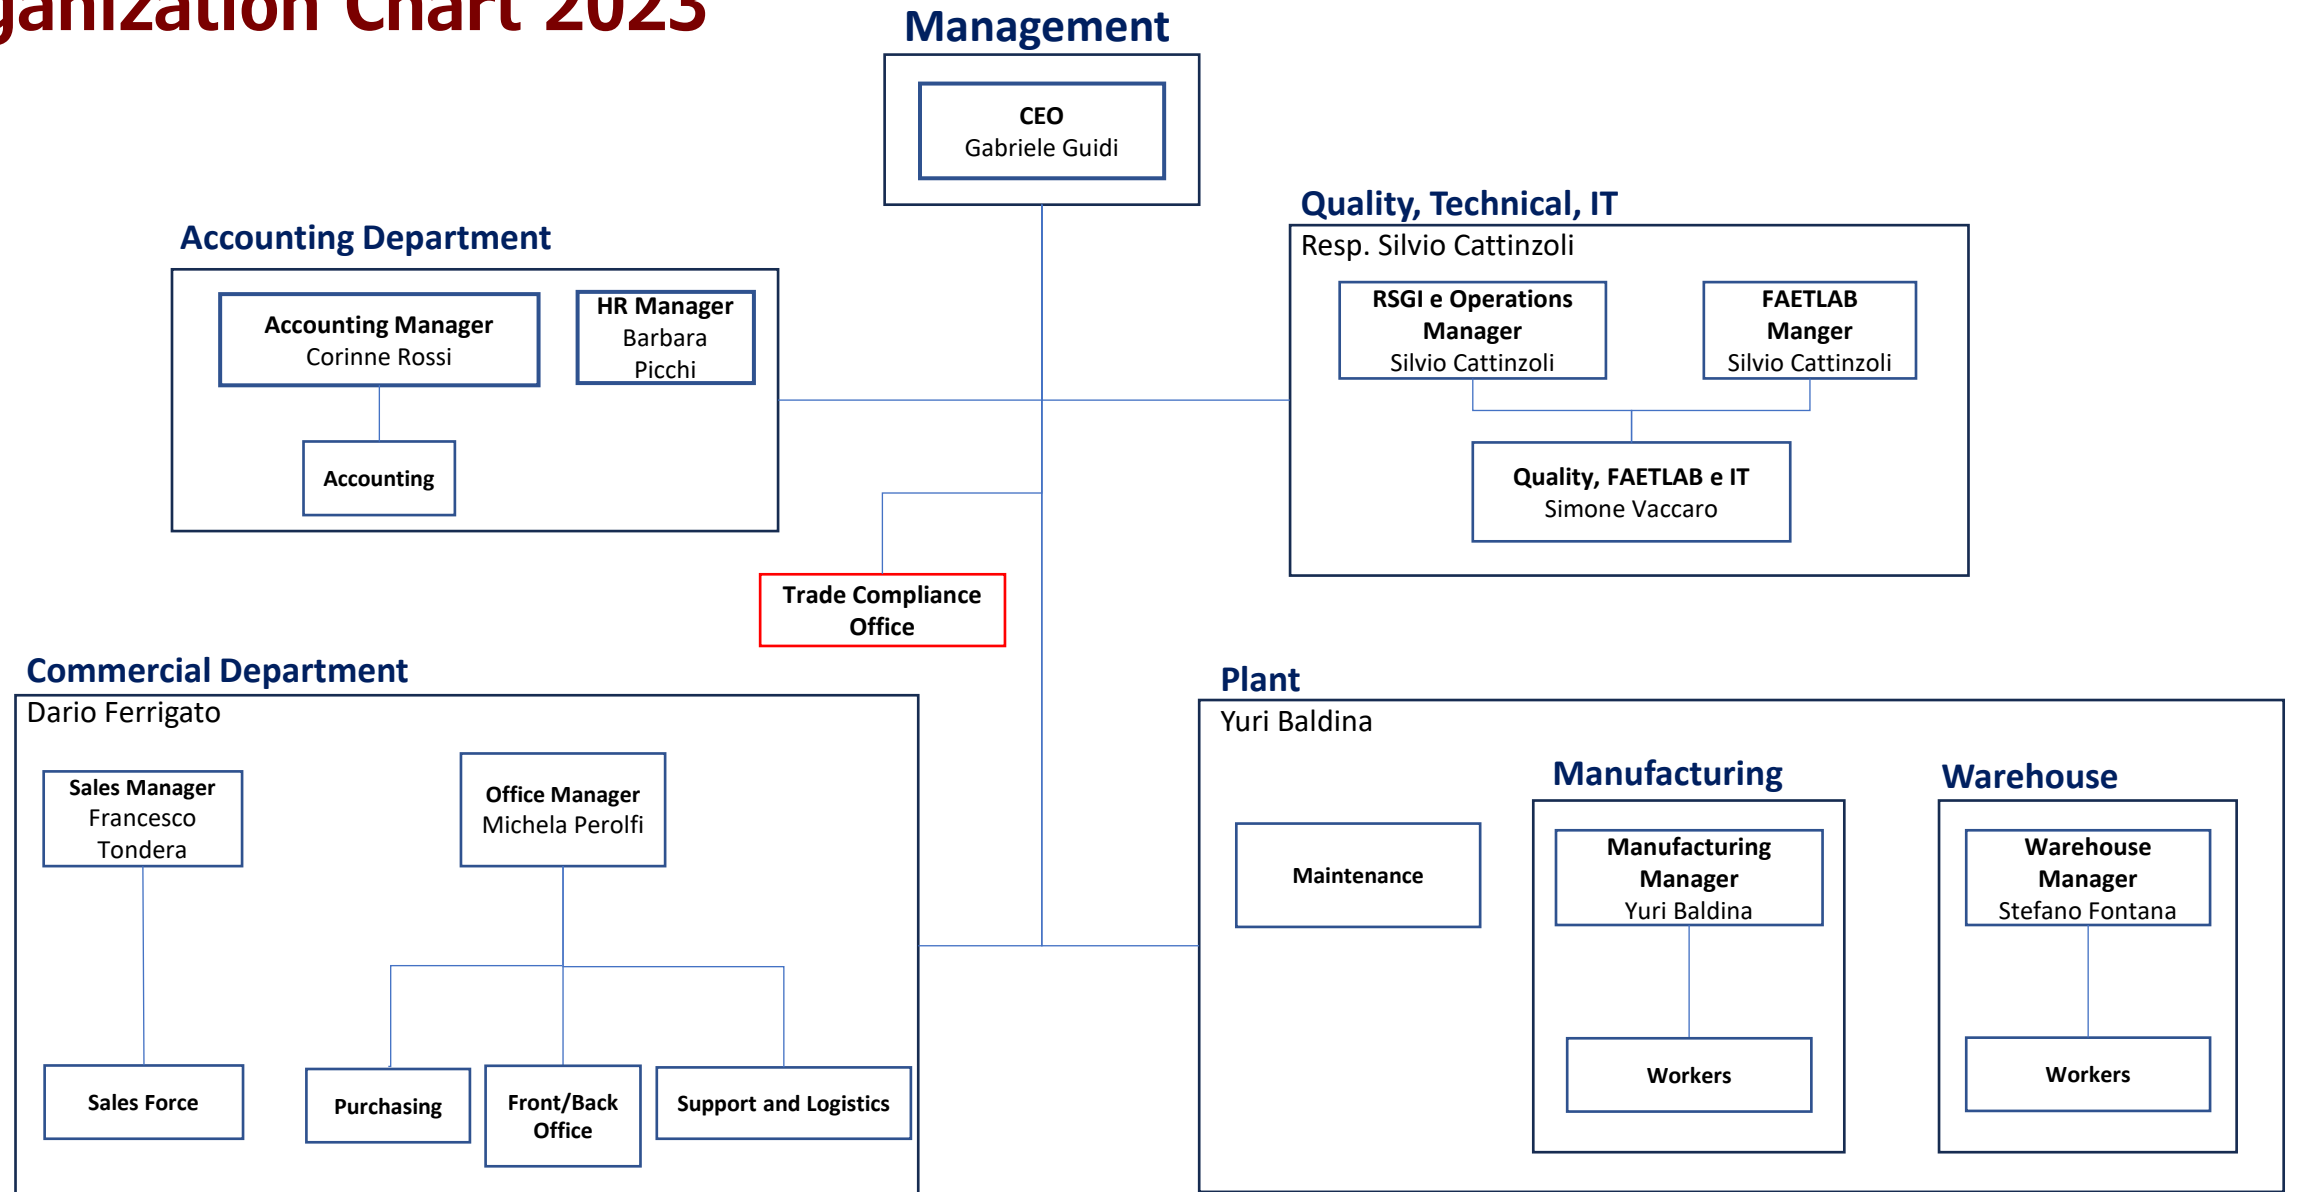 Chart 2023
Management
CEO
Gabriele Guidi
Quality, Technical, IT
Resp. Silvio Cattinzoli
RSGI e Operations
Manager
Silvio Cattinzoli
FAETLAB
Manger
Silvio Cattinzoli
Quality, FAETLAB e IT
Simone Vaccaro
Accounting Department
Accounting Manager
Corinne Rossi
HR Manager
Barbara
Picchi
Accounting
Trade Compliance
Office
Commercial Department
Dario Ferrigato
Sales Manager
Francesco
Tondera
Office Manager
Michela Perolfi
Sales Force
Purchasing
Front/Back
Office
Support and Logistics
Plant
Yuri Baldina
Maintenance
Manufacturing
Manufacturing
Manager
Yuri Baldina
Workers
Warehouse
Warehouse
Manager
Stefano Fontana
Workers